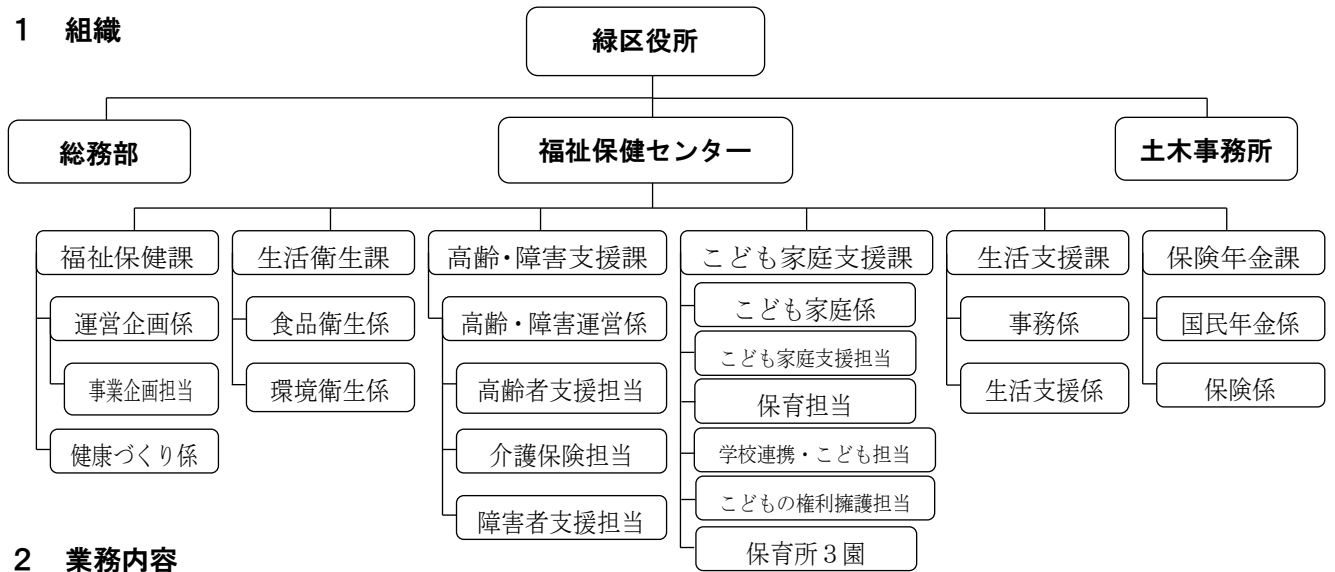 1 組織
緑区役所
総務部
福祉保健センター
土木事務所
福祉保健課
生活衛生課
高齢・障害支援課
こども家庭支援課
生活支援課
保険年金課
運営企画係
事業企画担当
健康づくり係
食品衛生係
環境衛生係
高齢・障害運営係
高齢者支援担当
介護保険担当
障害者支援担当
こども家庭係
こども家庭支援担当
保育担当
学校連携・こども担当
こどもの権利擁護担当
保育所3園
事務係
生活支援係
国民年金係
保険係
2 業務内容